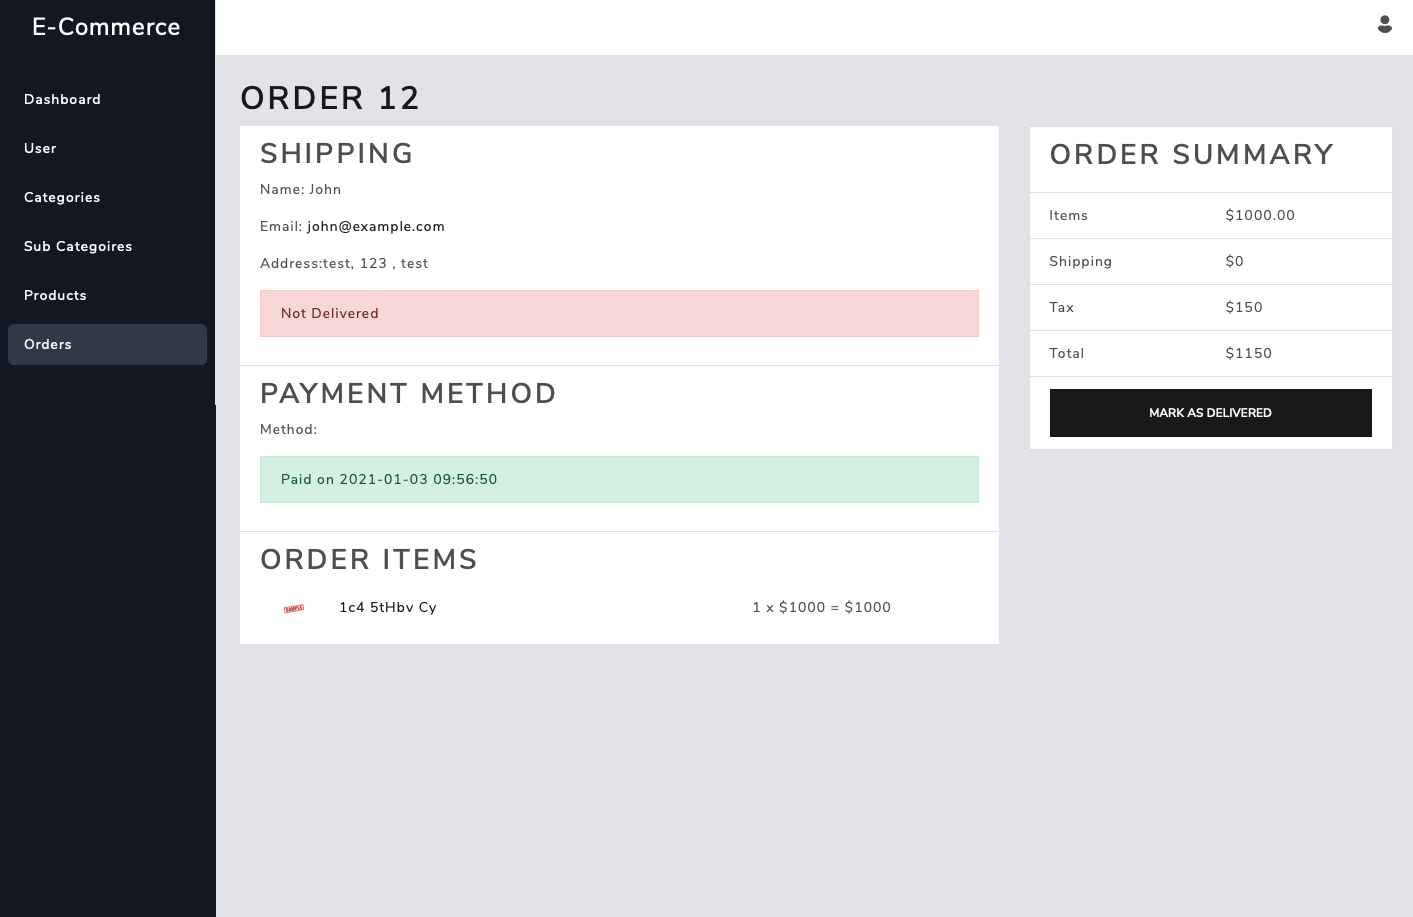 E-Commerce
Dashboard
User
Categories
Sub Categoires
Products
Orders
ORDER 12
SHIPPING
Name: John
Email: john@example.com
Address:test, 123 , test
Not Delivered
PAYMENT METHOD
Method:
Paid on 2021-01-03 09:56:50
ORDER ITEMS
SAMPLE
1c4 5tHbv Cy
1 x $1000 = $1000
ORDER SUMMARY
Items $1000.00
Shipping $0
Tax $150
Total $1150
MARK AS DELIVERED